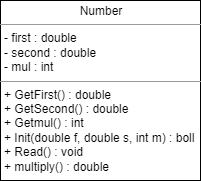 Number
- first : double
- second : double
- mul : int
+ GetFirst() : double
+ GetSecond() : double
+ Getmul() : int
+ Init(double f, double s, int m) : boll
+ Read() : void
+ multiply() : double